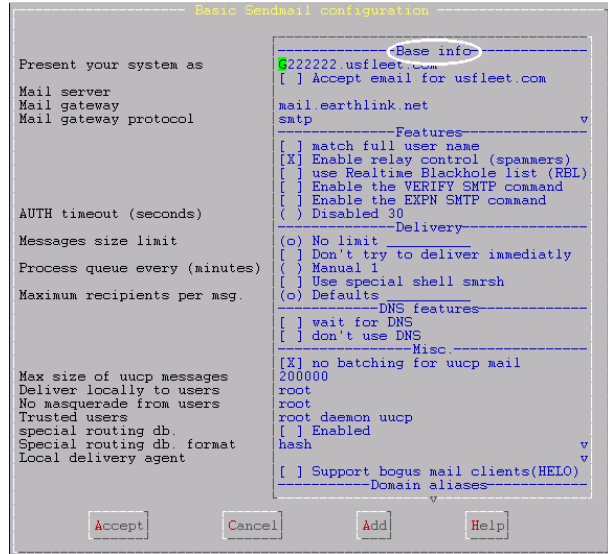 Basic Sendmail configuration
Base info
Present your system as G222222.usfleet.com
[ ] Accept email for usfleet.com
Mail server
Mail gateway mail.earthlink.net
Mail gateway protocol smtp
Features
[ ] match full user name
[X] Enable relay control (spammers)
[ ] use Realtime Blackhole list (RBL)
[ ] Enable the VERIFY SMTP command
[ ] Enable the EXPN SMTP command
AUTH timeout (seconds) ( ) Disabled 30
Delivery
Messages size limit (o) No limit
[ ] Don't try to deliver immediatly
Process queue every (minutes) ( ) Manual 1
[ ] Use special shell smrsh
Maximum recipients per msg. (o) Defaults
DNS features
[ ] wait for DNS
[ ] don't use DNS
Misc.
[X] no batching for uucp mail
Max size of uucp messages 200000
Deliver locally to users root
No masquerade from users root
Trusted users root daemon uucp
special routing db. [ ] Enabled
Special routing db. format hash
Local delivery agent
[ ] Support bogus mail clients(HELO)
Domain aliases
Accept Cancel Add Help